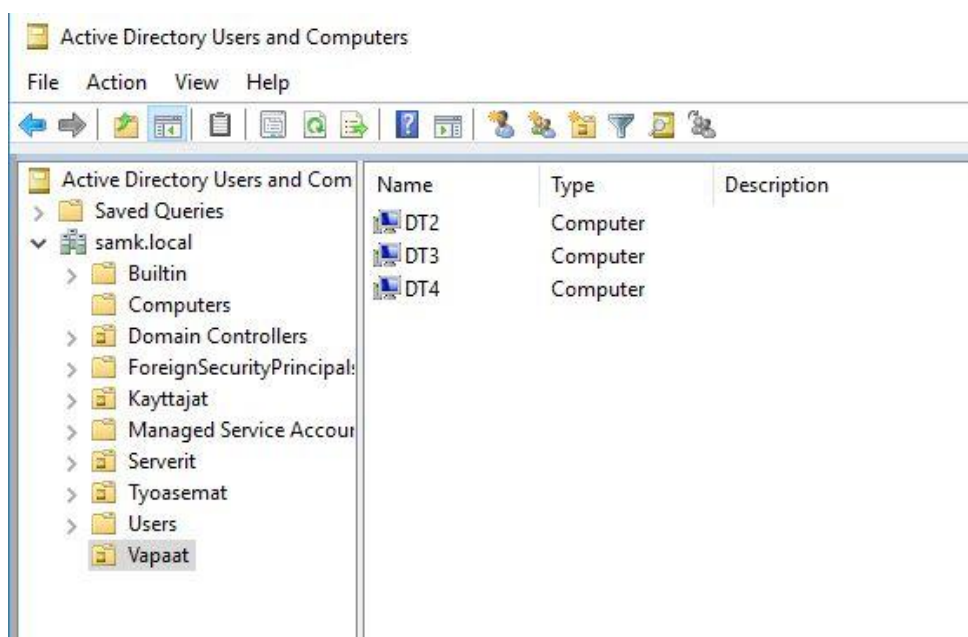 Active Directory Users and Computers
File Action View Help
Active Directory Users and Com
Saved Queries
samk.local
Builtin
Computers
Domain Controllers
ForeignSecurityPrincipals
Kayttajat
Managed Service Accour
Serverit
Tyoasemat
Users
Vapaat
Name Type Description
DT2 Computer
DT3 Computer
DT4 Computer